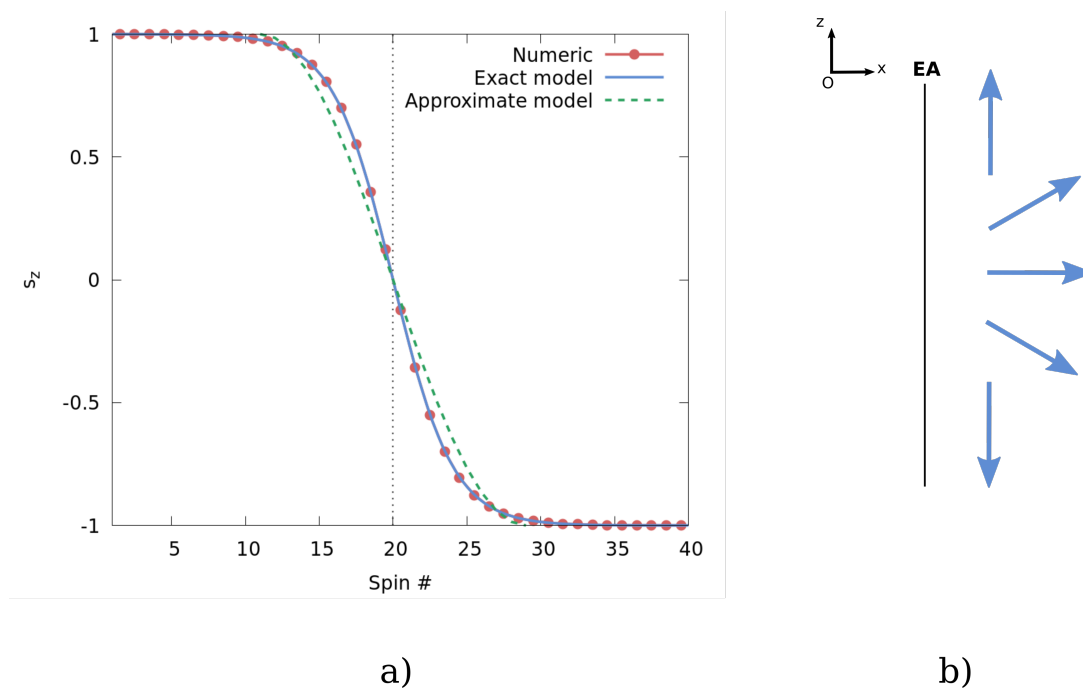 1
0.5
0
-0.5
-1
s_z
5 10 15 20 25 30 35 40
Spin #
Numeric
Exact model
Approximate model
a)
z
x
O
EA
b)